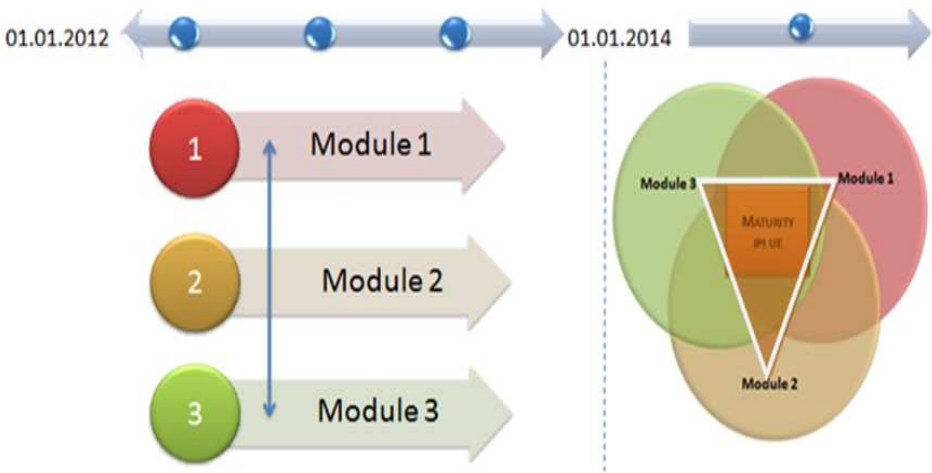 01.01.2012
01.01.2014
1
Module 1
2
Module 2
3
Module 3
Module 3
Module 1
MATURITY
IPLUE
Module 2